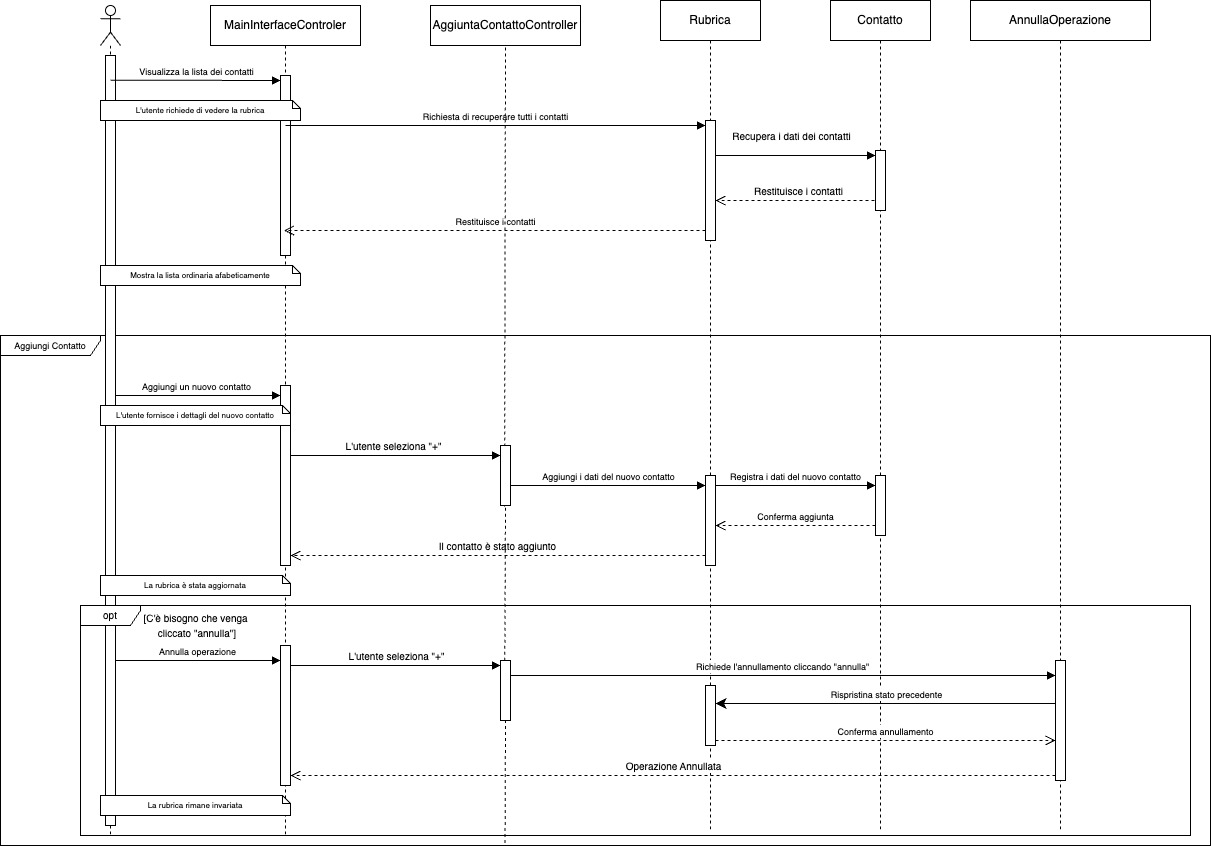 MainInterfaceControler
AggiuntaContattoController
Rubrica
Contatto
AnnullaOperazione
Visualizza la lista dei contatti
L'utente richiede di vedere la rubrica
Richiesta di recuperare tutti i contatti
Recupera i dati dei contatti
Restituisce i contatti
Restituisce i contatti
Mostra la lista ordinaria afabeticamente
Aggiungi Contatto
Aggiungi un nuovo contatto
L'utente fornisce i dettagli del nuovo contatto
L'utente seleziona "+"
Aggiungi i dati del nuovo contatto
Registra i dati del nuovo contatto
Conferma aggiunta
Il contatto è stato aggiunto
La rubrica è stata aggiornata
opt
[C'è bisogno che venga
cliccato "annulla"]
Annulla operazione
L'utente seleziona "+"
Richiede l'annullamento cliccando "annulla"
Rispristina stato precedente
Conferma annullamento
Operazione Annullata
La rubrica rimane invariata